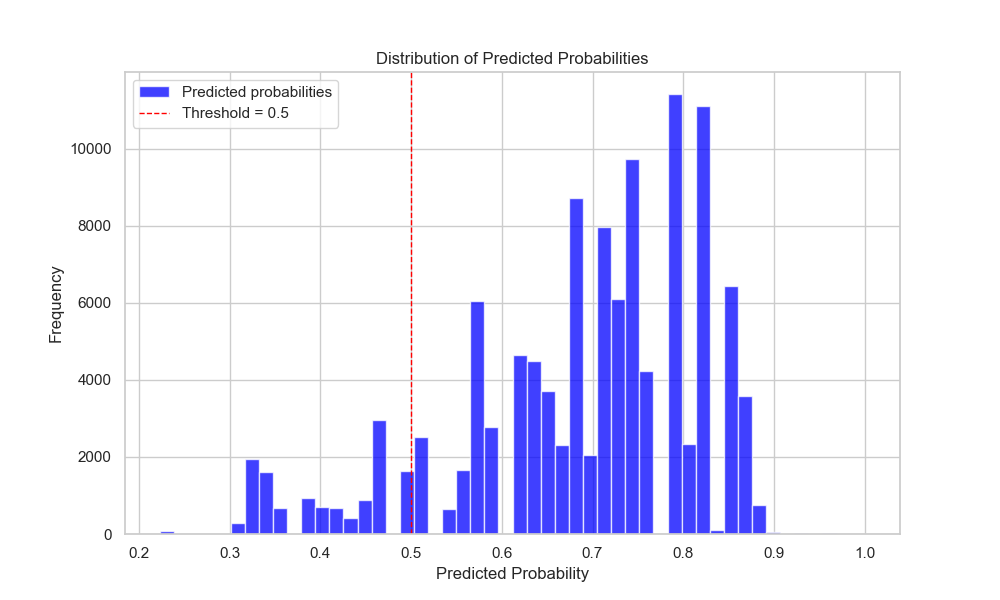 Distribution of Predicted Probabilities
Predicted probabilities
Threshold = 0.5
10000
8000
6000
4000
2000
0
Frequency
0.2 0.3 0.4 0.5 0.6 0.7 0.8 0.9 1.0
Predicted Probability